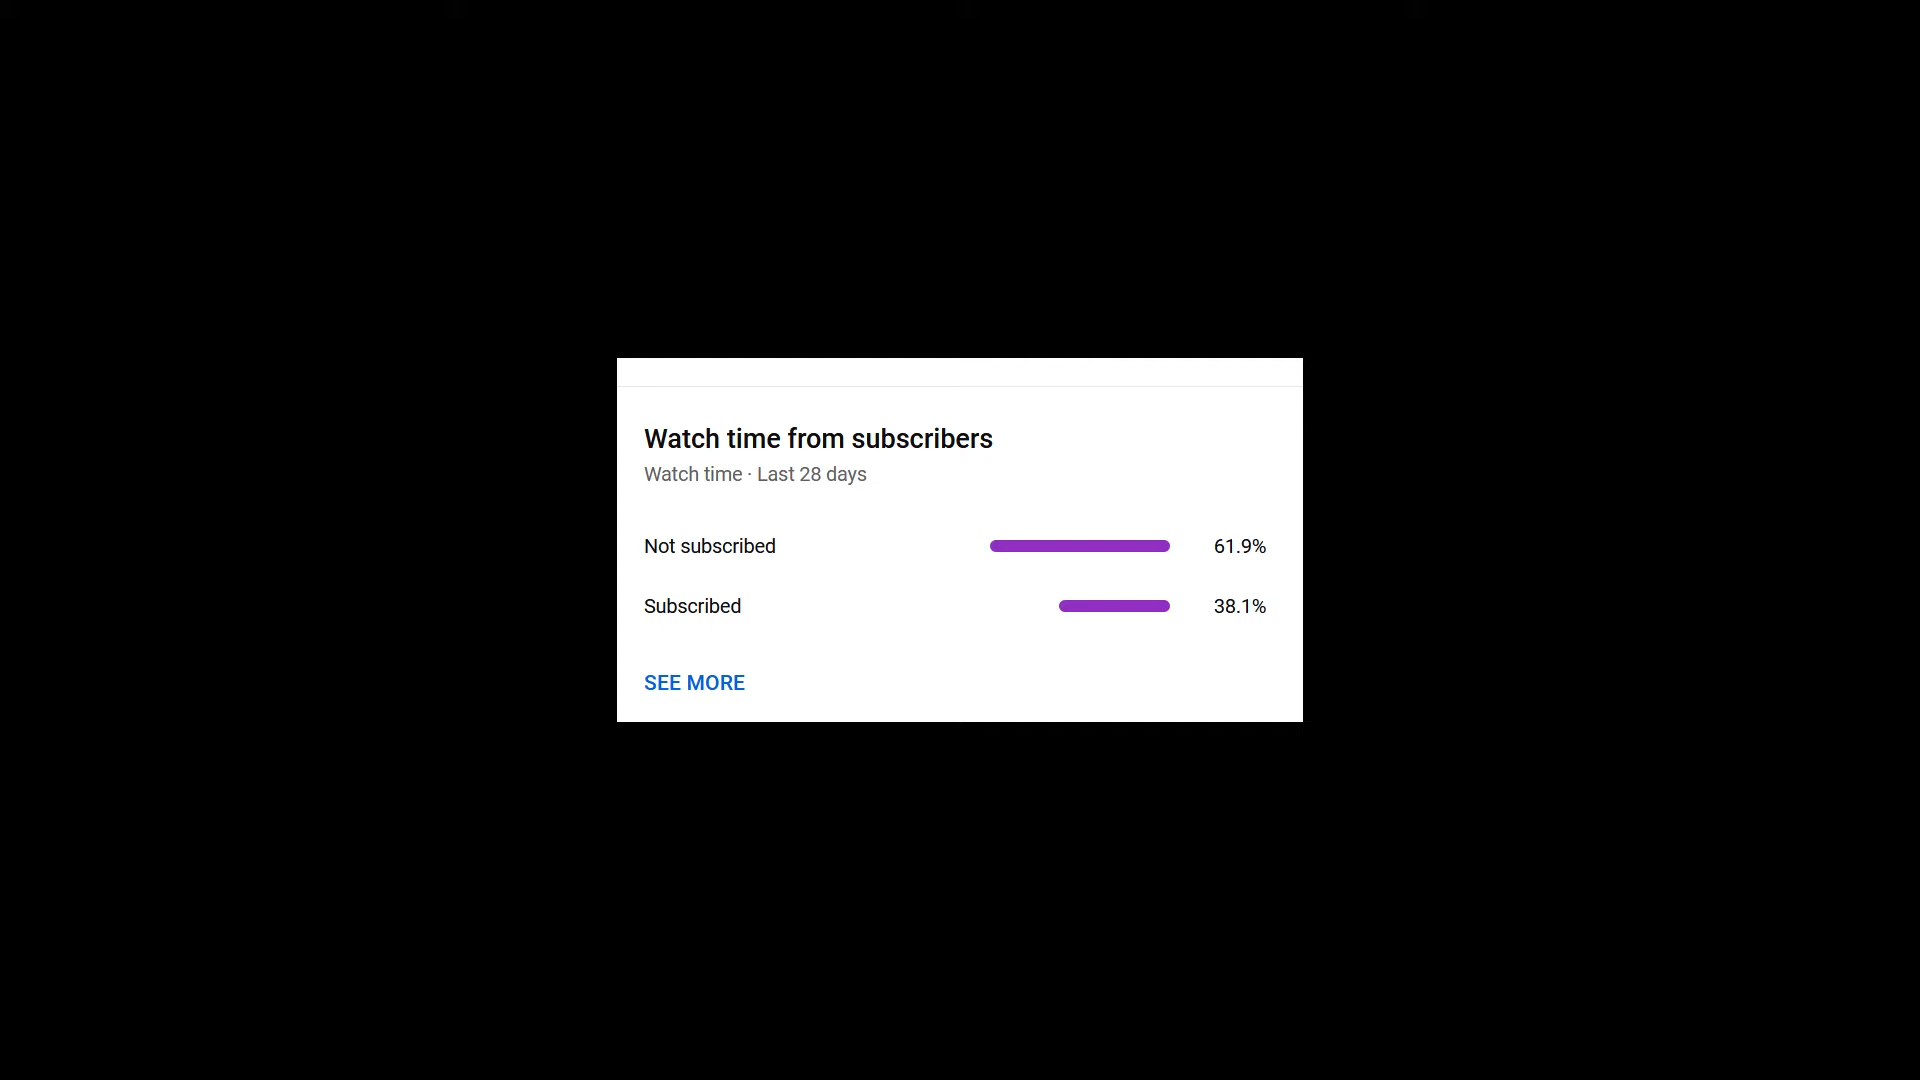 Watch time from subscribers
Watch time · Last 28 days
Not subscribed 61.9%
Subscribed 38.1%
SEE MORE